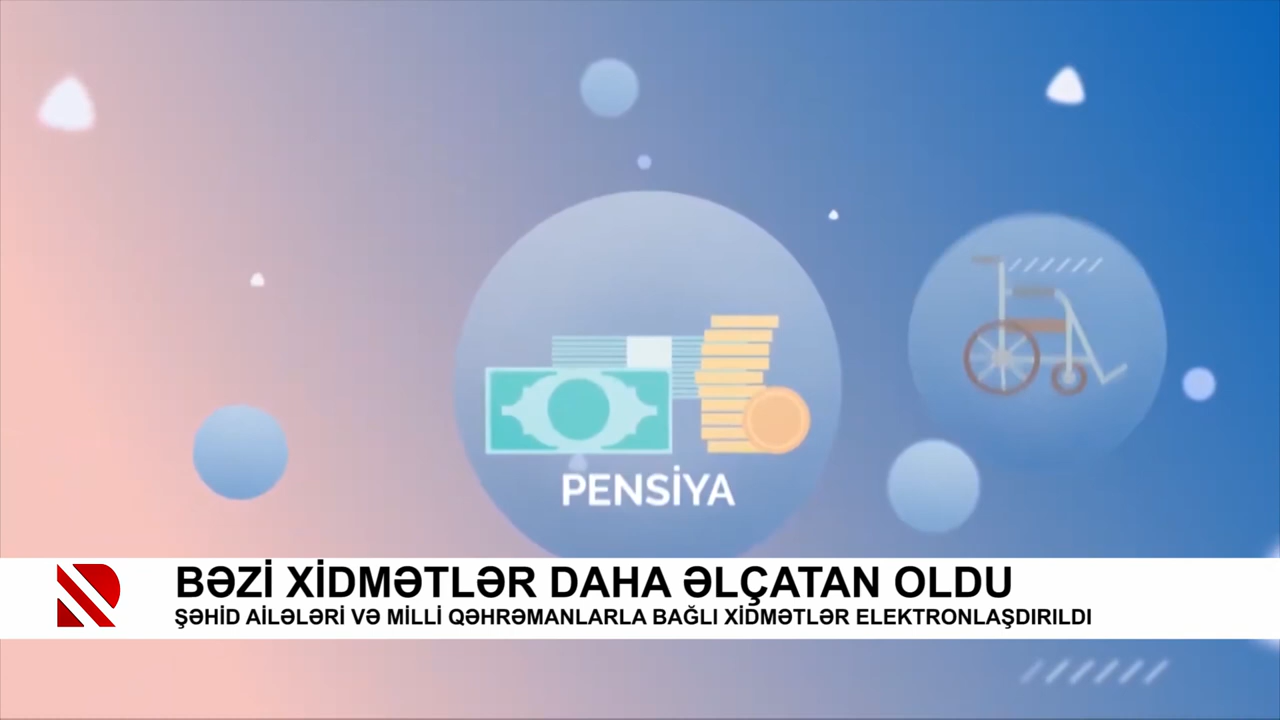 PENSİYA
BƏZİ XİDMƏTLƏR DAHA ƏLÇATAN OLDU
ŞƏHİD AİLƏLƏRİ VƏ MİLLİ QƏHRƏMANLARLA BAĞLI XİDMƏTLƏR ELEKTRONLAŞDIRILDI